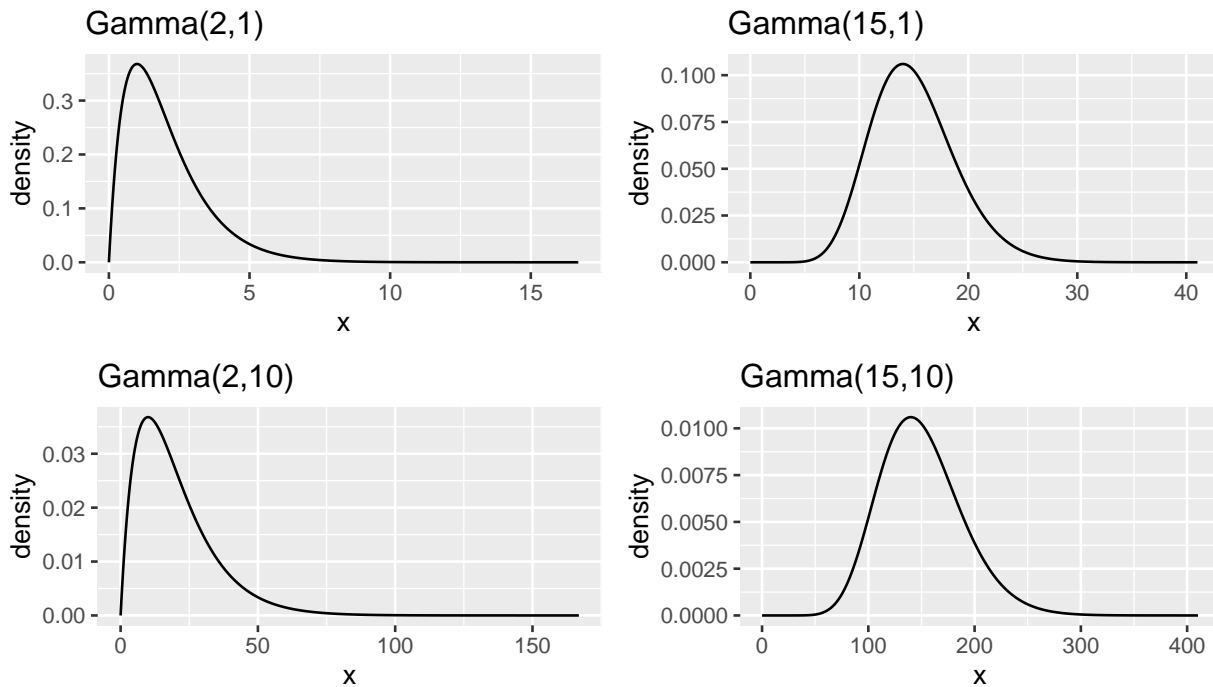 Gamma(2,1)
0.3
0.2
0.1
0.0
density
0 5 10 15
x
Gamma(15,1)
0.100
0.075
0.050
0.025
0.000
density
0 10 20 30 40
x
Gamma(2,10)
0.03
0.02
0.01
0.00
density
0 50 100 150
x
Gamma(15,10)
0.0100
0.0075
0.0050
0.0025
0.0000
density
0 100 200 300 400
x